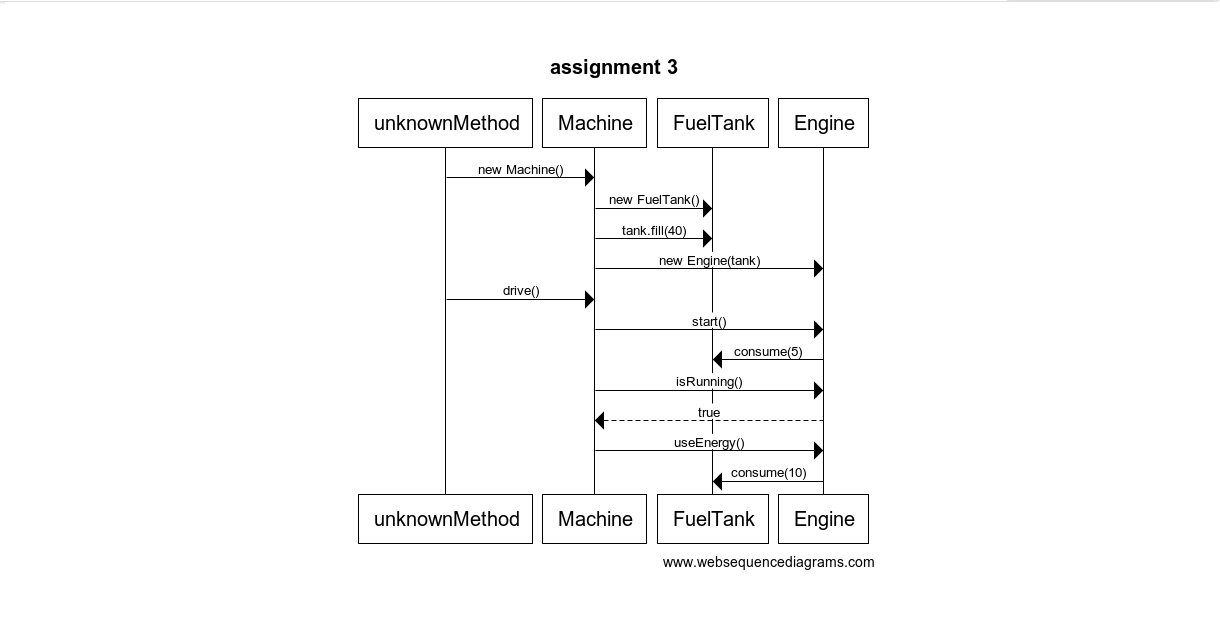 assignment 3
unknownMethod
Machine
FuelTank
Engine
new Machine()
new FuelTank()
tank.fill(40)
new Engine(tank)
drive()
start()
consume(5)
isRunning()
true
useEnergy()
consume(10)
unknownMethod
Machine
FuelTank
Engine
www.websequencediagrams.com